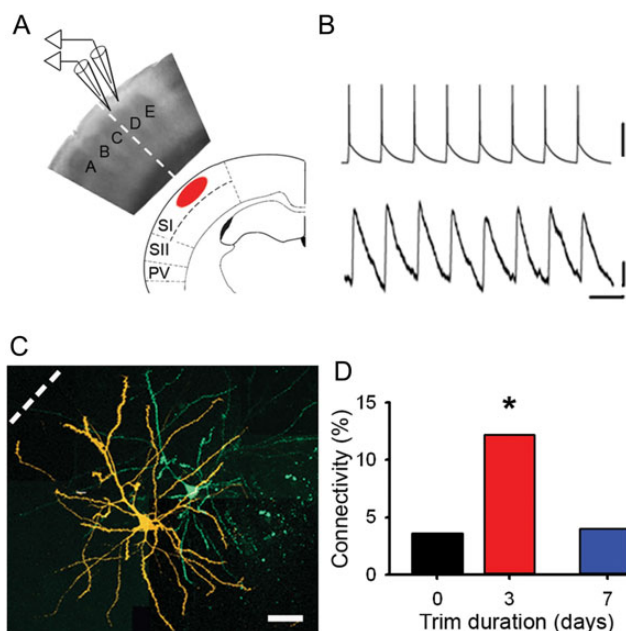 A
A
B
C
D
E
SI
SII
PV
B
C
D
Connectivity (%)
15
10
5
0
*
0 3 7
Trim duration (days)